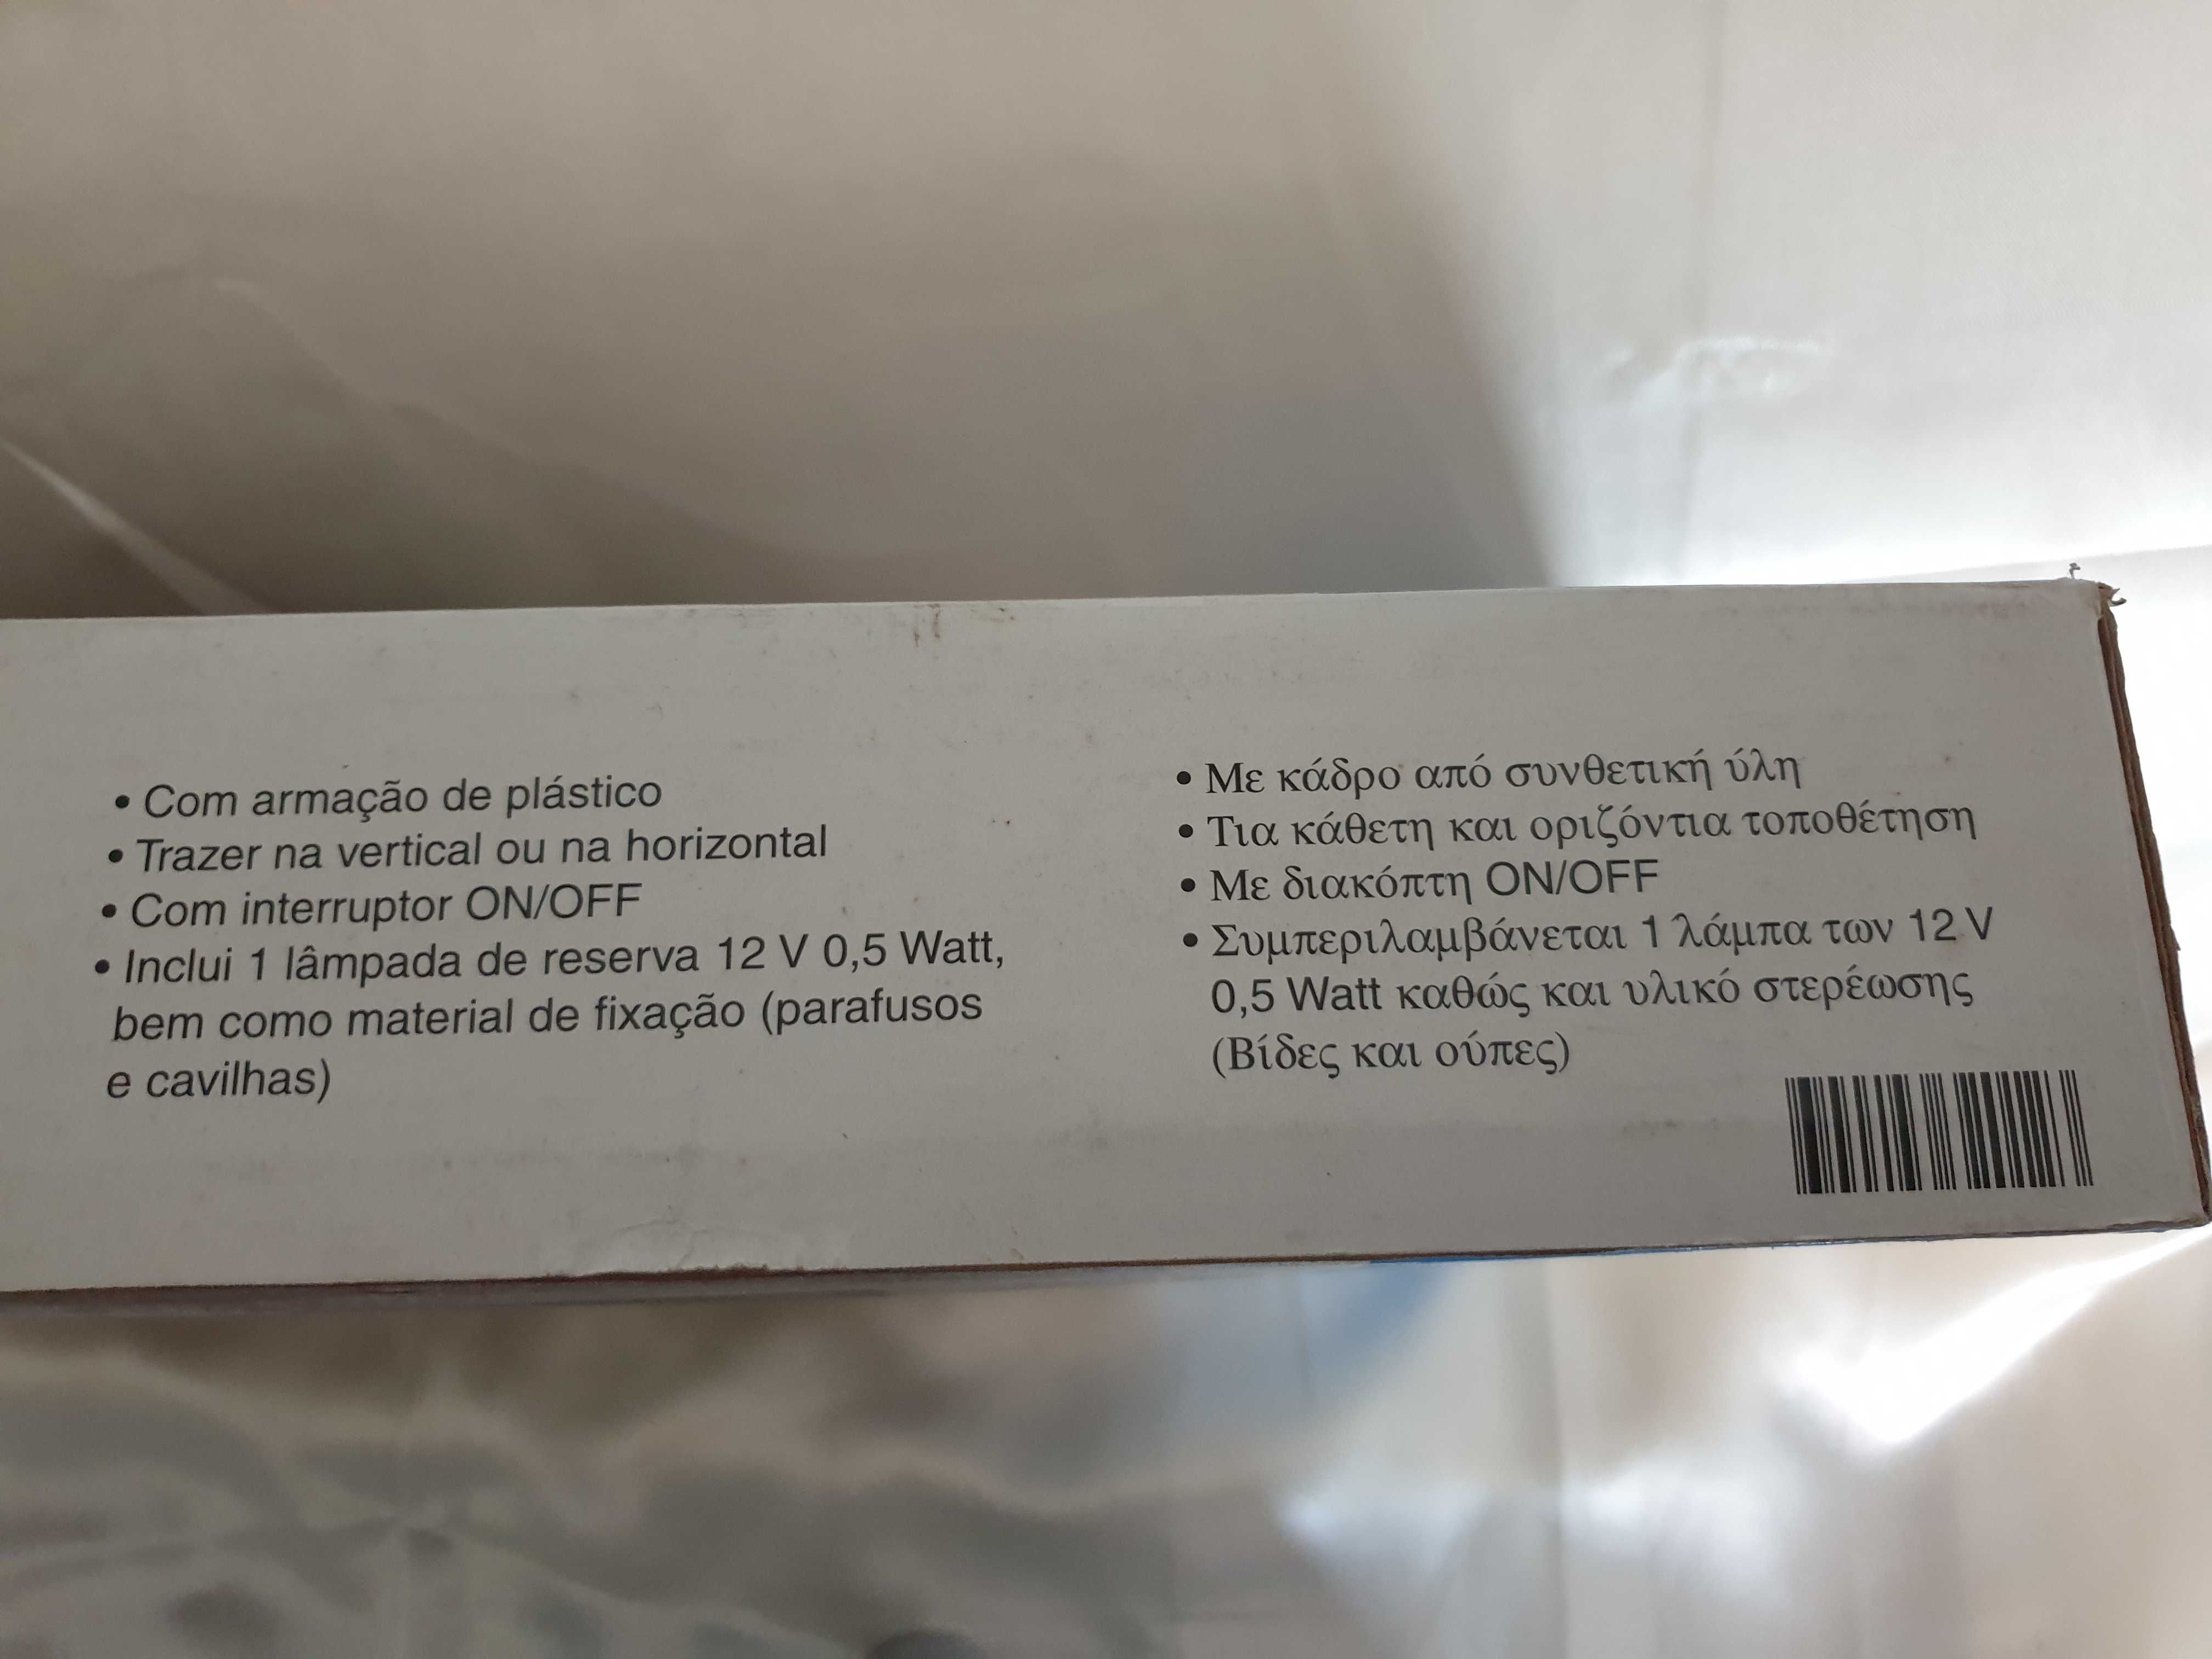 • Com armação de plástico
• Trazer na vertical ou na horizontal
• Com interruptor ON/OFF
• Inclui 1 lâmpada de reserva 12 V 0,5 Watt,
bem como material de fixação (parafusos
e cavilhas)
• Με κάδρο από συνθετική ύλη
• Τια κάθετη και οριζόντια τοποθέτηση
• Με διακόπτη ON/OFF
• Συμπεριλαμβάνεται 1 λάμπα των 12 V
0,5 Watt καθώς και υλικό στερέωσης
(Βίδες και ούπες)